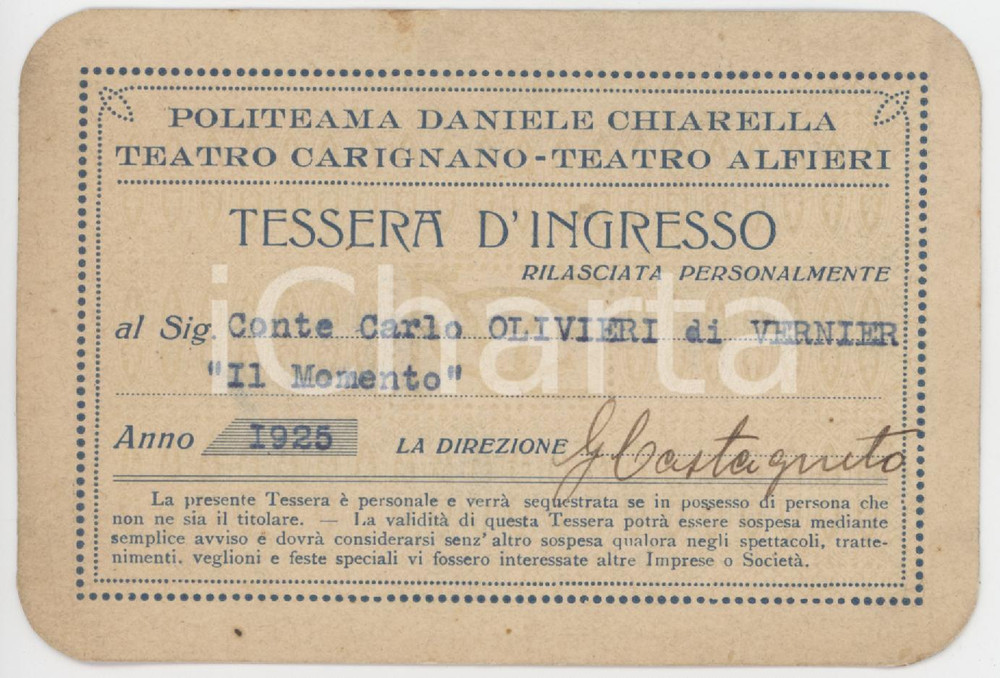 POLITEAMA DANIELE CHIARELLA
TEATRO CARIGNANO - TEATRO ALFIERI
TESSERA D'INGRESSO
RILASCIATA PERSONALMENTE
al Sig. Conte Carlo OLIVIERI di VERNIER
"Il Momento"
Anno 1925 LA DIREZIONE G Castagneto
La presente Tessera è personale e verrà sequestrata se in possesso di persona che
non ne sia il titolare. — La validità di questa Tessera potrà essere sospesa mediante
semplice avviso e dovrà considerarsi senz' altro sospesa qualora negli spettacoli, tratte-
nimenti, veglioni e feste speciali vi fossero interessate altre Imprese o Società.
iCharta